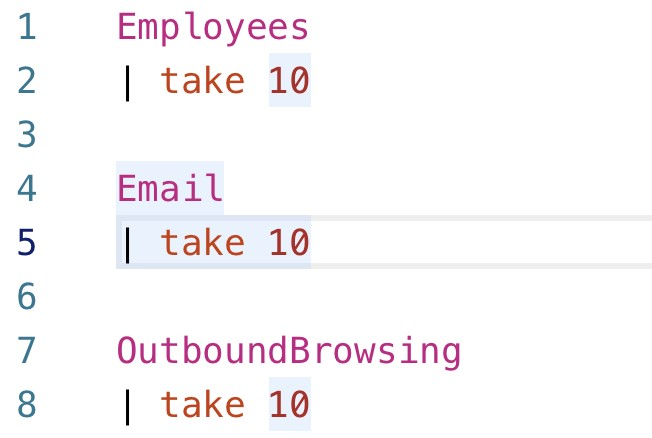 1 Employees
2 | take 10
3
4 Email
5 | take 10
6
7 OutboundBrowsing
8 | take 10